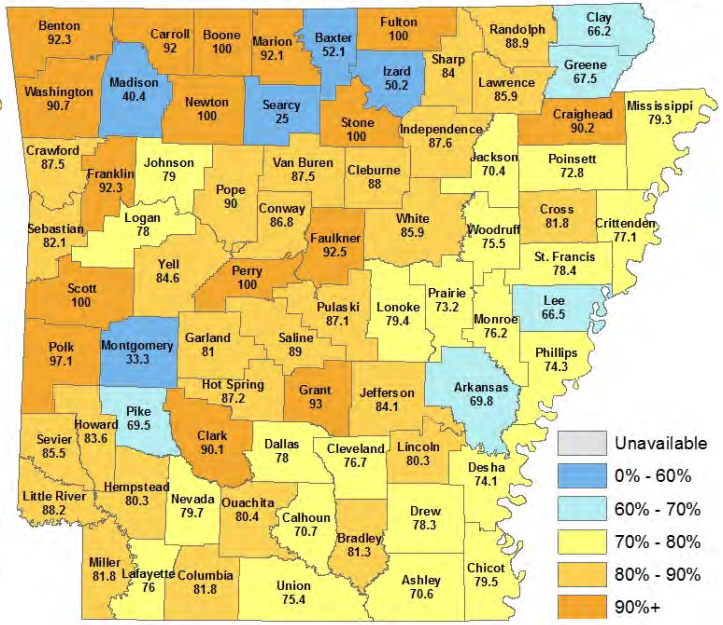 Benton
92.3
Carroll
92
Boone
100
Marion
92.1
Baxter
52.1
Fulton
100
Randolph
88.9
Clay
66.2
Greene
67.5
Sharp
84
Izard
50.2
Lawrence
85.9
Washington
90.7
Madison
40.4
Newton
100
Searcy
25
Stone
100
Independence
87.6
Craighead
90.2
Mississippi
79.3
Crawford
87.5
Franklin
92.3
Johnson
79
Pope
90
Van Buren
87.5
Cleburne
88
Jackson
70.4
Poinsett
72.8
Logan
78
Conway
86.8
White
85.9
Woodruff
75.5
Cross
81.8
Crittenden
77.1
Sebastian
82.1
Yell
84.6
Faulkner
92.5
St. Francis
78.4
Scott
100
Perry
100
Pulaski
87.1
Lonoke
79.4
Prairie
73.2
Monroe
76.2
Lee
66.5
Polk
97.1
Montgomery
33.3
Garland
81
Saline
89
Phillips
74.3
Hot Spring
87.2
Grant
93
Jefferson
84.1
Arkansas
69.8
Howard
83.6
Pike
69.5
Clark
90.1
Dallas
78
Cleveland
76.7
Lincoln
80.3
Desha
74.1
Sevier
85.5
Little River
88.2
Hempstead
80.3
Nevada
79.7
Ouachita
80.4
Calhoun
70.7
Bradley
81.3
Drew
78.3
Miller
81.8
Lafayette
76
Columbia
81.8
Union
75.4
Ashley
70.6
Chicot
79.5
Unavailable
0% - 60%
60% - 70%
70% - 80%
80% - 90%
90%+